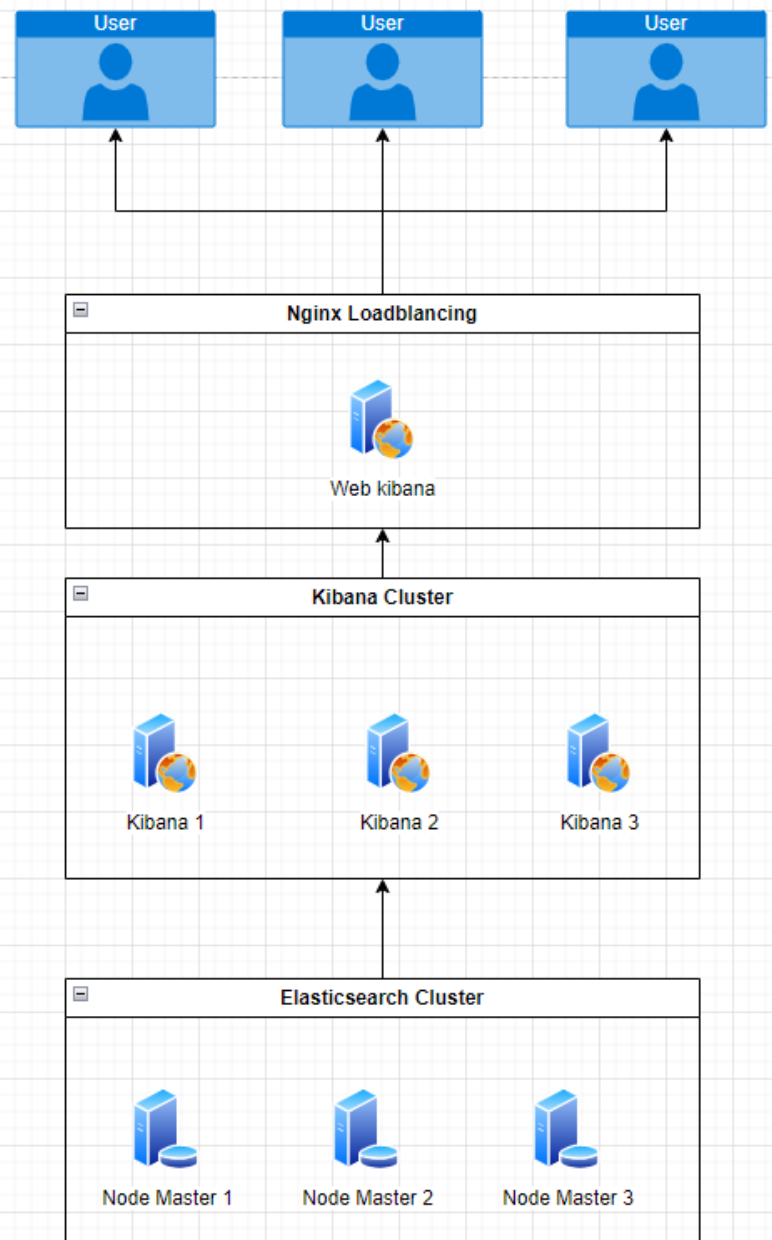 User User User
Nginx Loadblancing
Web kibana
Kibana Cluster
Kibana 1 Kibana 2 Kibana 3
Elasticsearch Cluster
Node Master 1 Node Master 2 Node Master 3